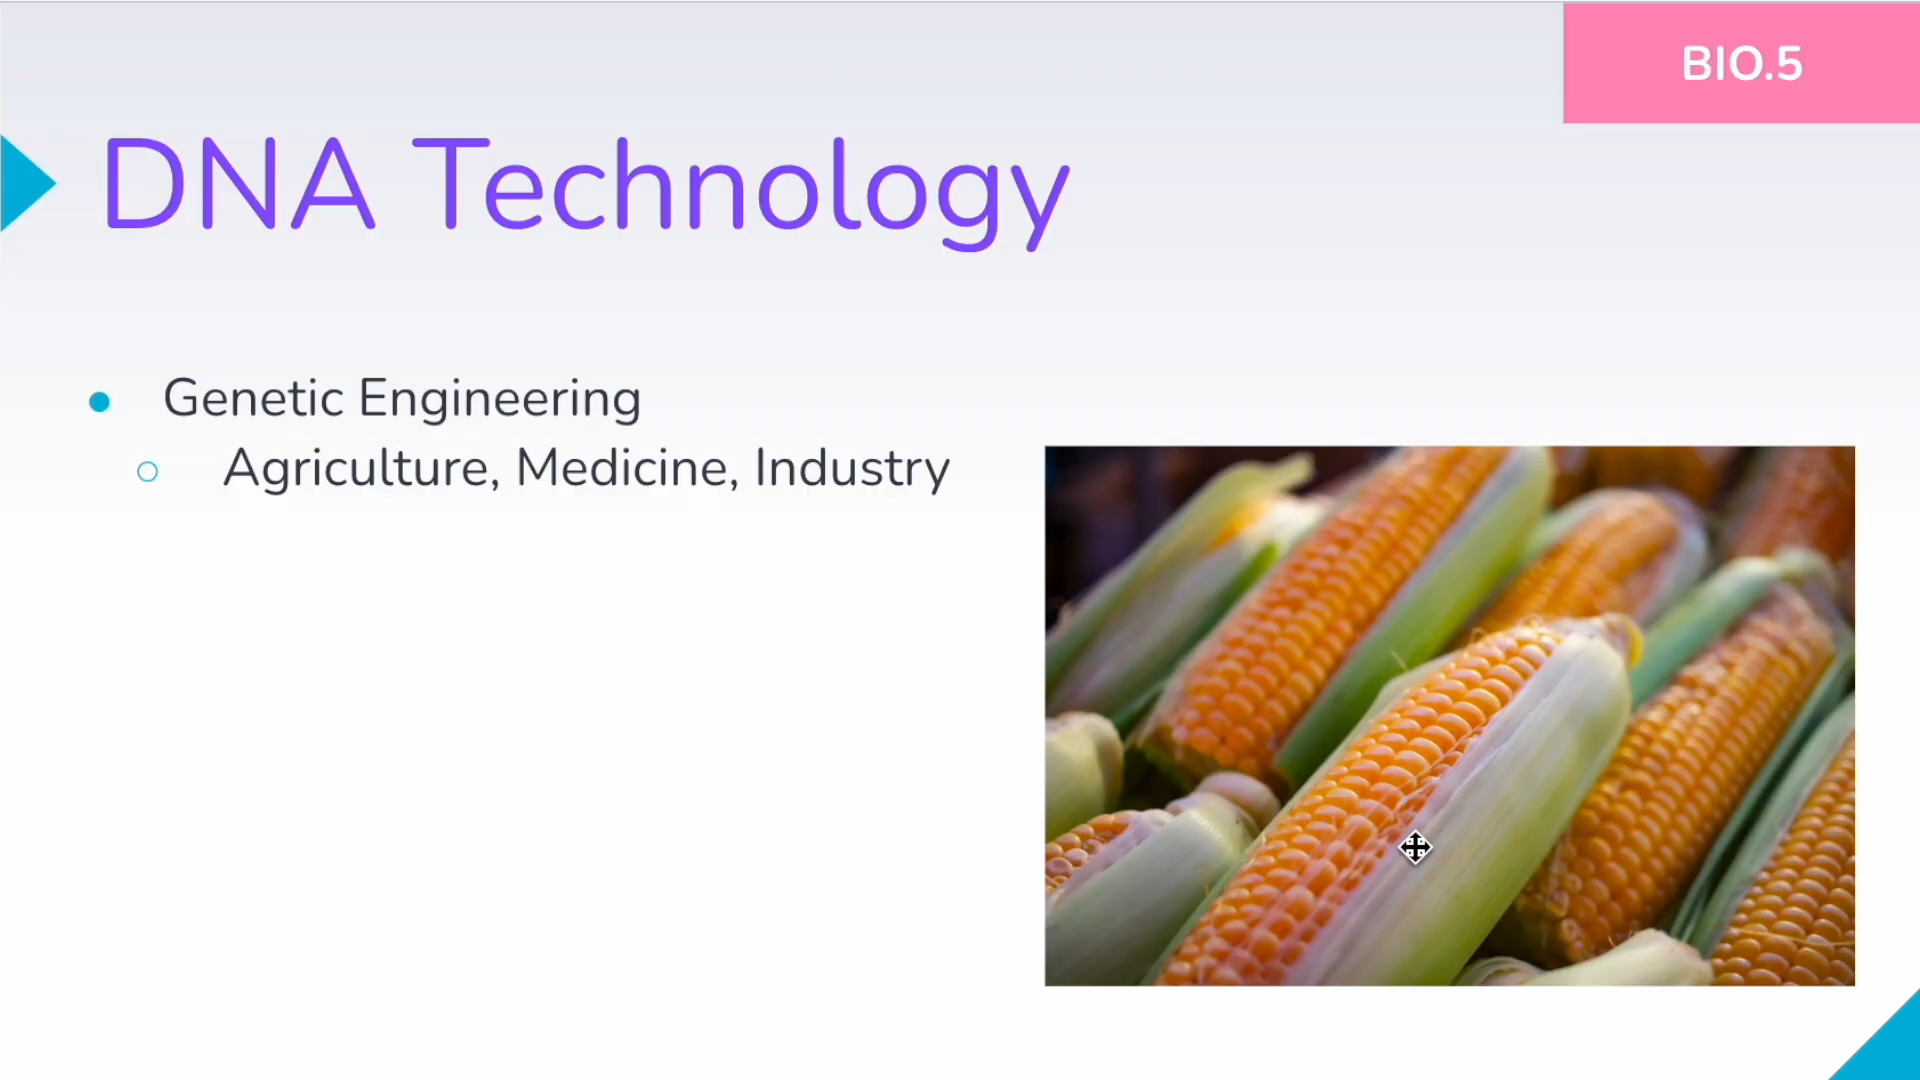 BIO.5
DNA Technology
Genetic Engineering
Agriculture, Medicine, Industry